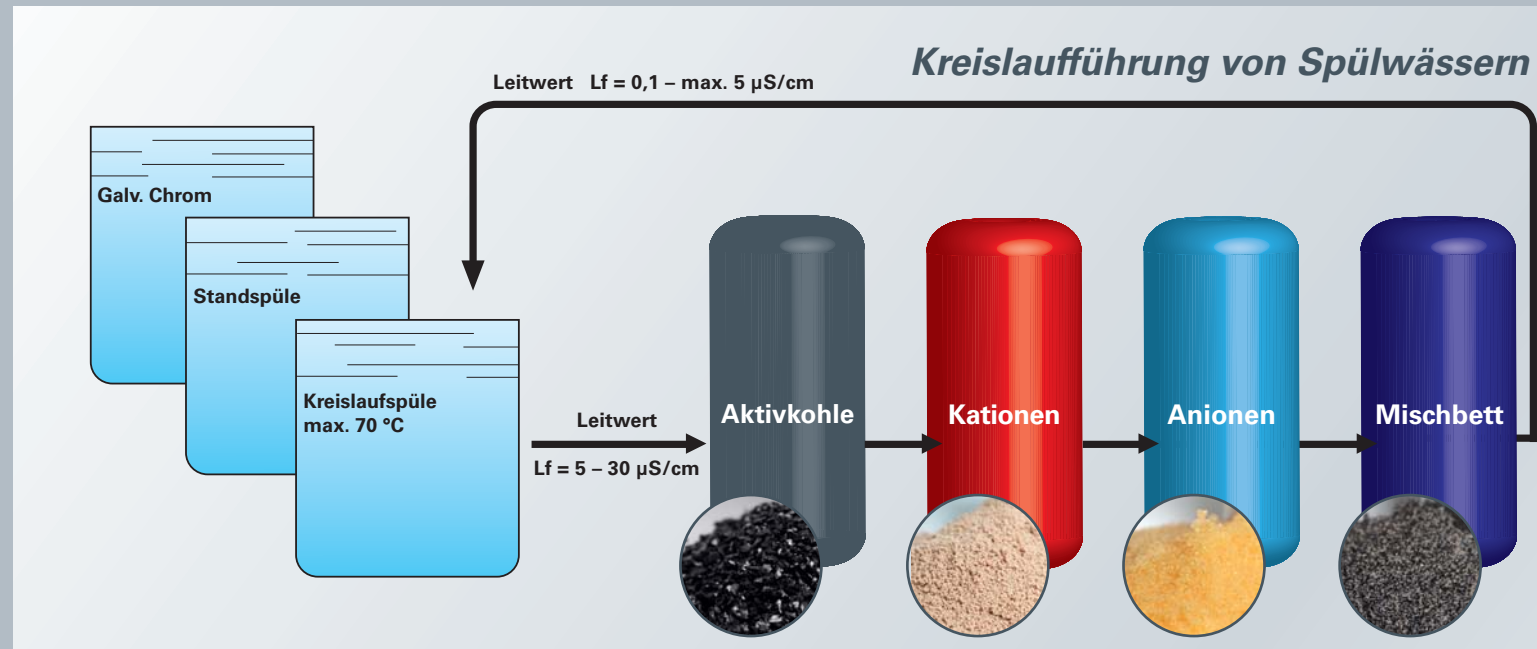 Kreislaufführung von Spülwässern
Leitwert Lf = 0,1 – max. 5 µS/cm
Galv. Chrom
Standspüle
Kreislaufspüle
max. 70 °C
Leitwert
Lf = 5 – 30 µS/cm
Aktivkohle
Kationen
Anionen
Mischbett